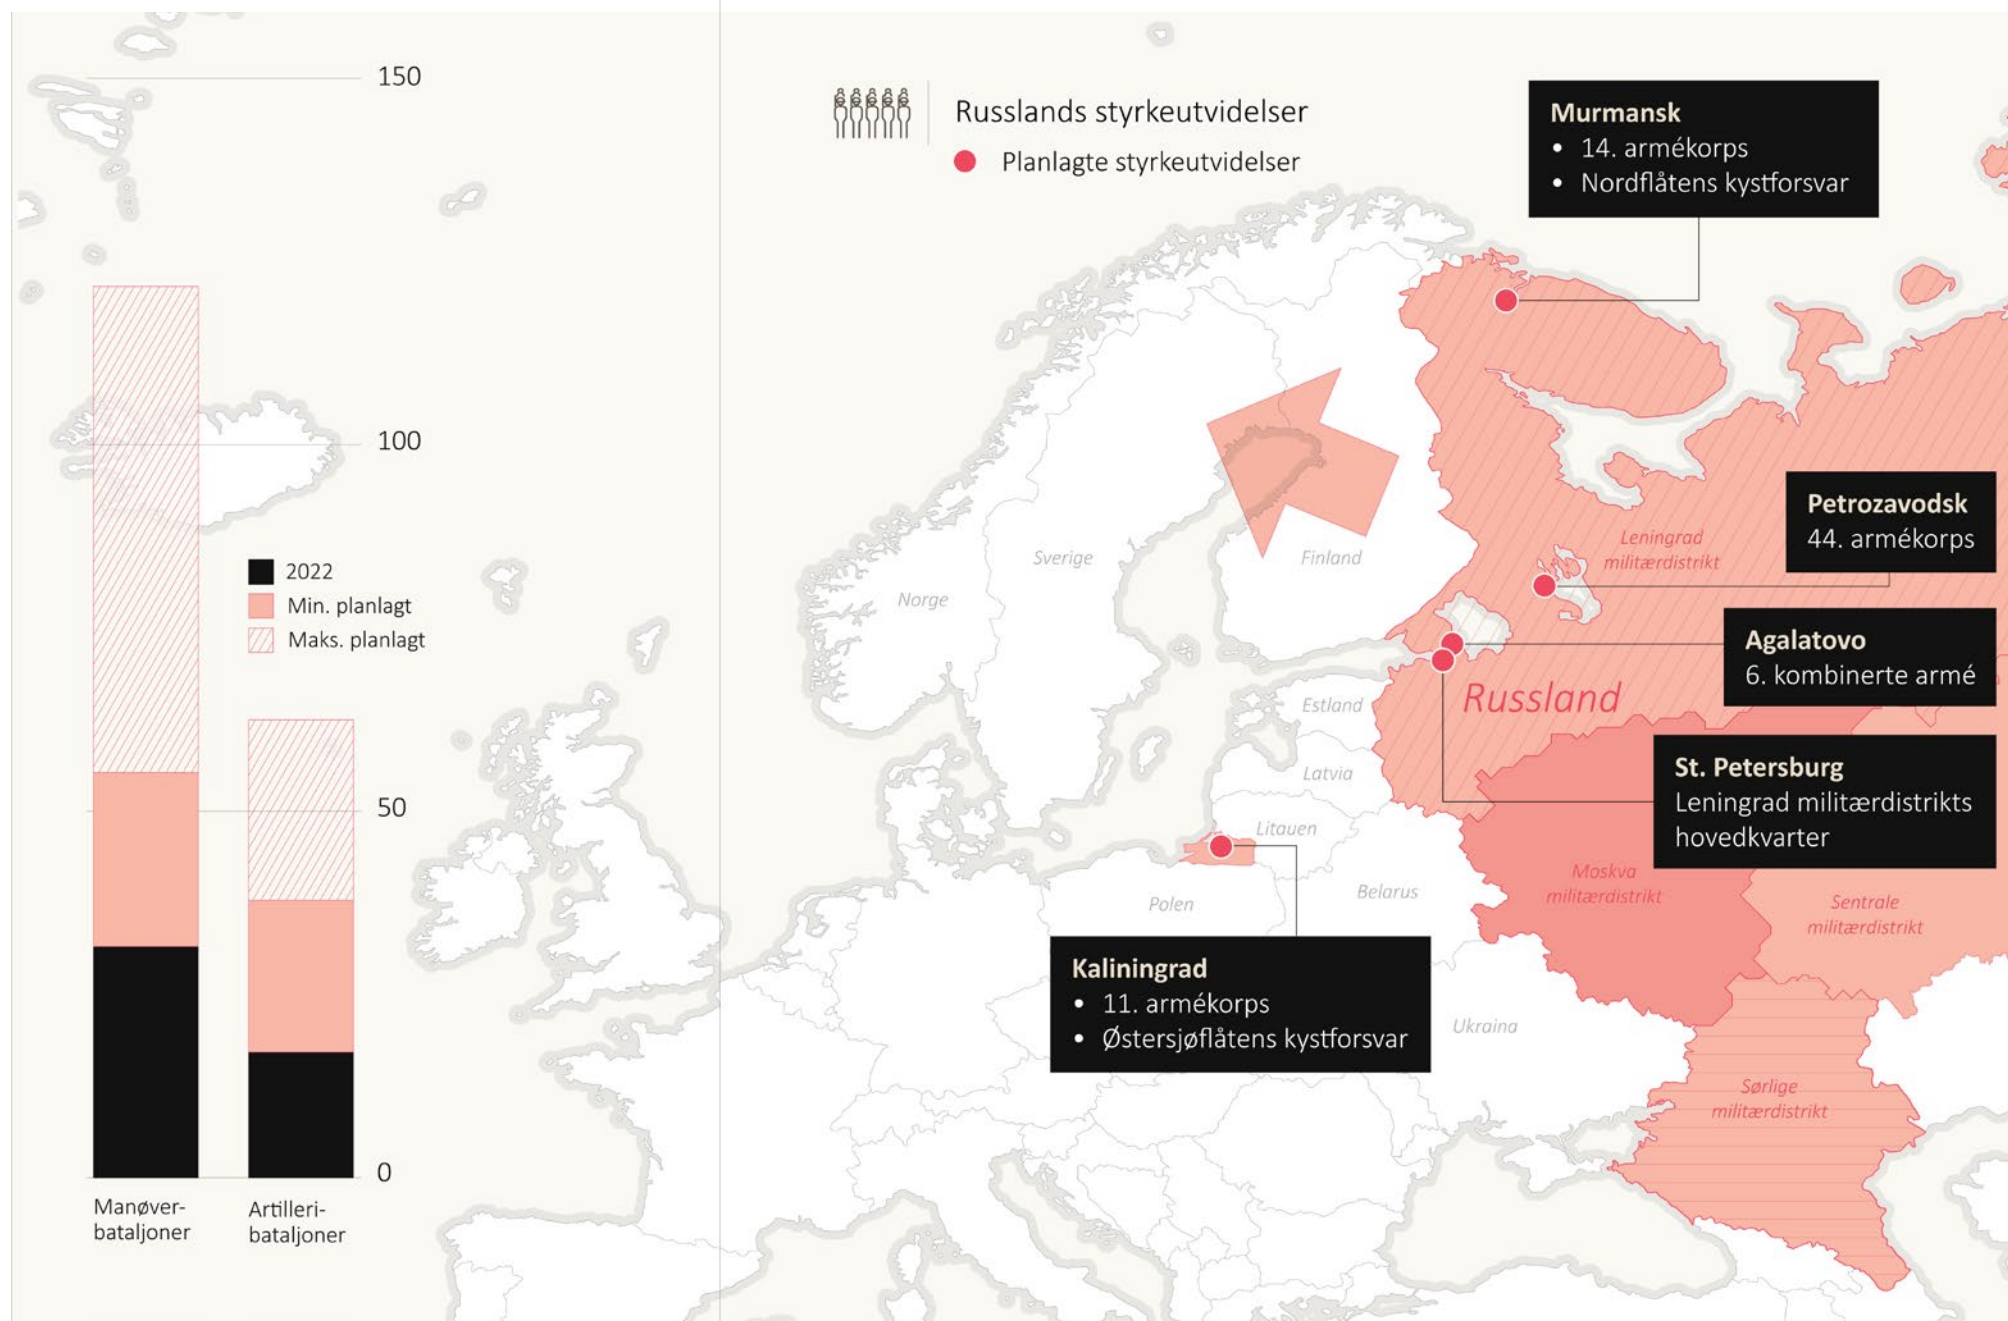 150
100
50
0
2022
Min. planlagt
Maks. planlagt
Manøver-
bataljoner
Artilleri-
bataljoner
Russlands styrkeutvidelser
Planlagte styrkeutvidelser
Murmansk
• 14. armékorps
• Nordflåtens kystforsvar
Petrozavodsk
44. armékorps
Agalatovo
6. kombinerte armé
St. Petersburg
Leningrad militærdistrikts
hovedkvarter
Kaliningrad
• 11. armékorps
• Østersjøflåtens kystforsvar
Norge
Sverige
Finland
Estland
Latvia
Litauen
Polen
Belarus
Ukraina
Russland
Leningrad
militærdistrikt
Moskva
militærdistrikt
Sentrale
militærdistrikt
Sørlige
militærdistrikt